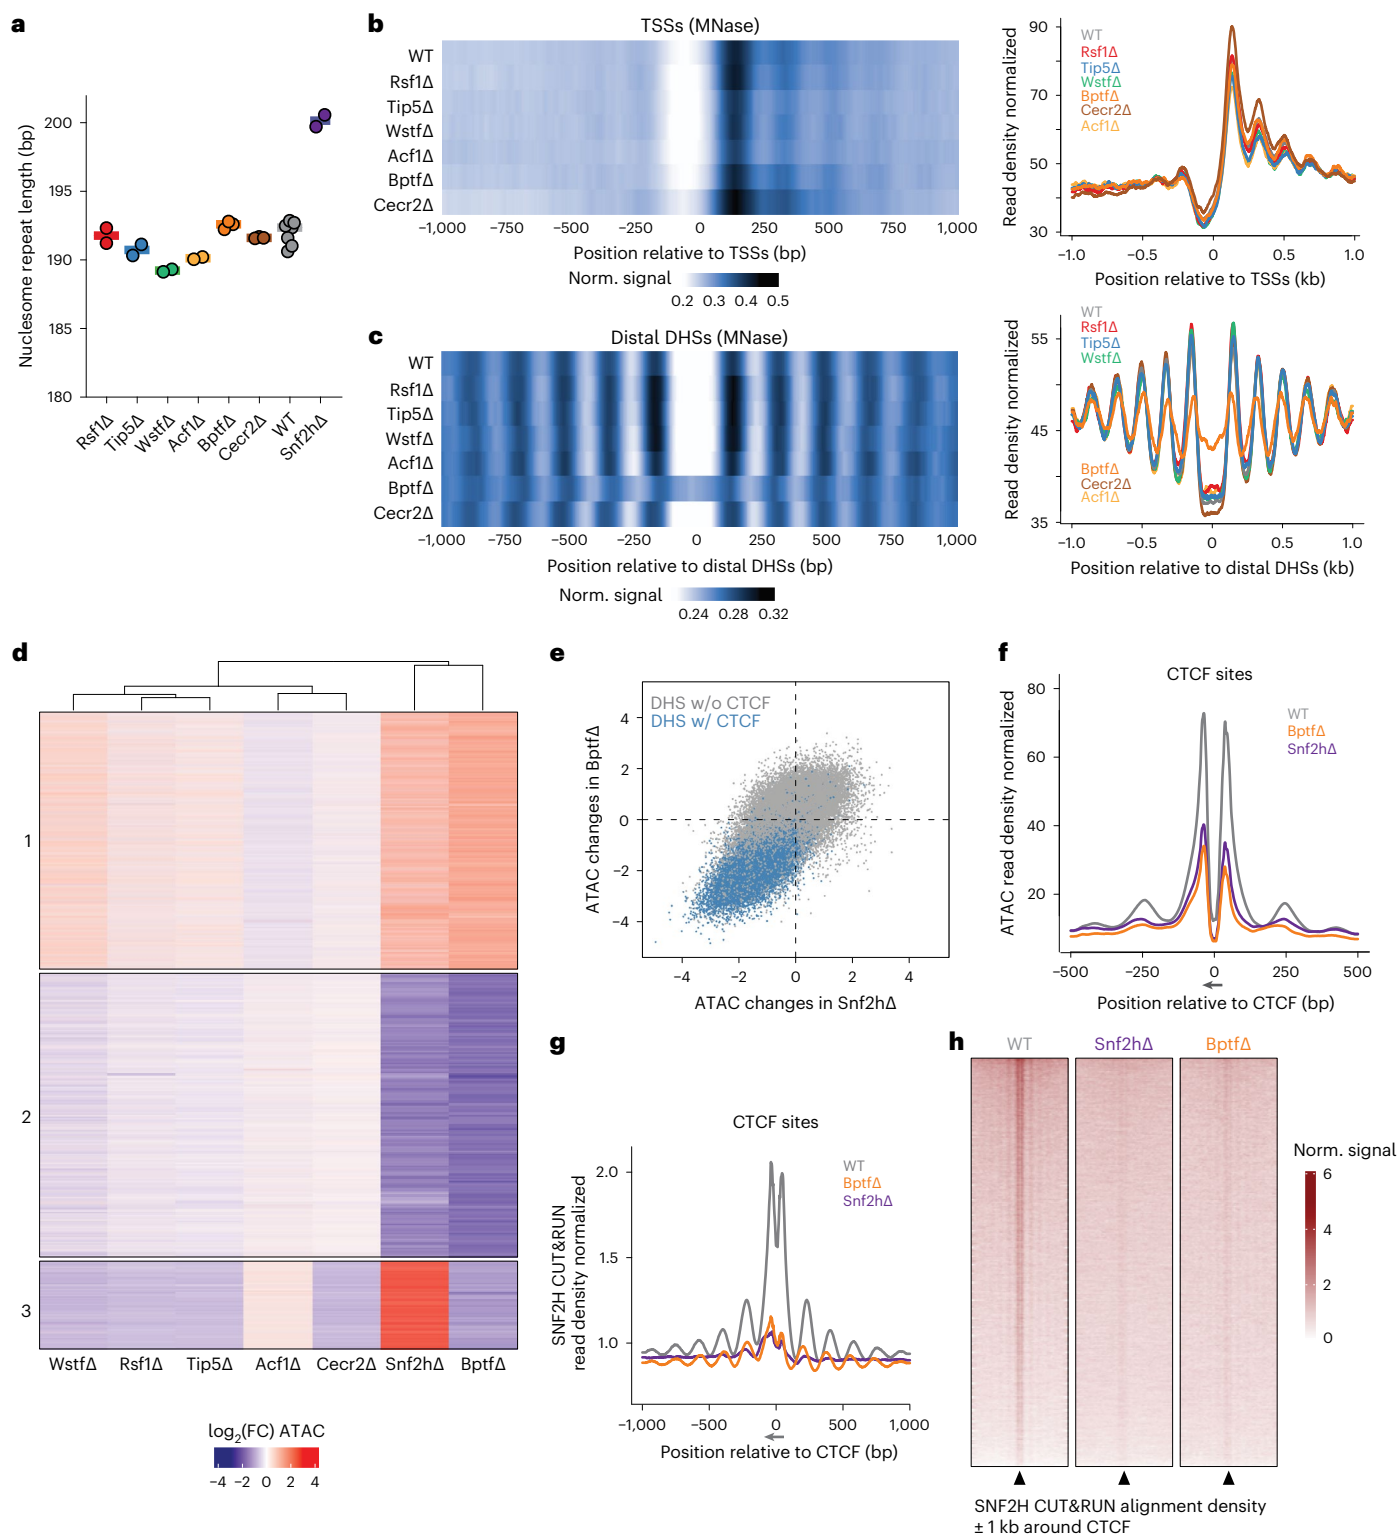 a
Nuclesome repeat length (bp)
200
195
190
185
180
Rsf1Δ
Tip5Δ
WstfΔ
Acf1Δ
BptfΔ
Cecr2Δ
WT
Snf2hΔ
b
TSSs (MNase)
WT
Rsf1Δ
Tip5Δ
WstfΔ
Acf1Δ
BptfΔ
Cecr2Δ
−1,000 −750 −500 −250 0 250 500 750 1,000
Position relative to TSSs (bp)
Norm. signal
0.2 0.3 0.4 0.5
Read density normalized
90
70
50
30
WT
Rsf1Δ
Tip5Δ
WstfΔ
BptfΔ
Cecr2Δ
Acf1Δ
−1.0 −0.5 0 0.5 1.0
Position relative to TSSs (kb)
c
Distal DHSs (MNase)
WT
Rsf1Δ
Tip5Δ
WstfΔ
Acf1Δ
BptfΔ
Cecr2Δ
−1,000 −750 −500 −250 0 250 500 750 1,000
Position relative to distal DHSs (bp)
Norm. signal
0.24 0.28 0.32
Read density normalized
55
45
35
WT
Rsf1Δ
Tip5Δ
WstfΔ
BptfΔ
Cecr2Δ
Acf1Δ
−1.0 −0.5 0 0.5 1.0
Position relative to distal DHSs (kb)
d
1
2
3
WstfΔ Rsf1Δ Tip5Δ Acf1Δ Cecr2Δ Snf2hΔ BptfΔ
log2(FC) ATAC
−4 −2 0 2 4
e
DHS w/o CTCF
DHS w/ CTCF
ATAC changes in BptfΔ
4
2
0
−2
−4
−4 −2 0 2 4
ATAC changes in Snf2hΔ
f
CTCF sites
ATAC read density normalized
80
60
40
20
WT
BptfΔ
Snf2hΔ
−500 −250 0 250 500
Position relative to CTCF (bp)
g
CTCF sites
SNF2H CUT&RUN
read density normalized
2.0
1.5
1.0
WT
BptfΔ
Snf2hΔ
−1,000 −500 0 500 1,000
Position relative to CTCF (bp)
h
WT Snf2hΔ BptfΔ
Norm. signal
6
4
2
0
SNF2H CUT&RUN alignment density
± 1 kb around CTCF